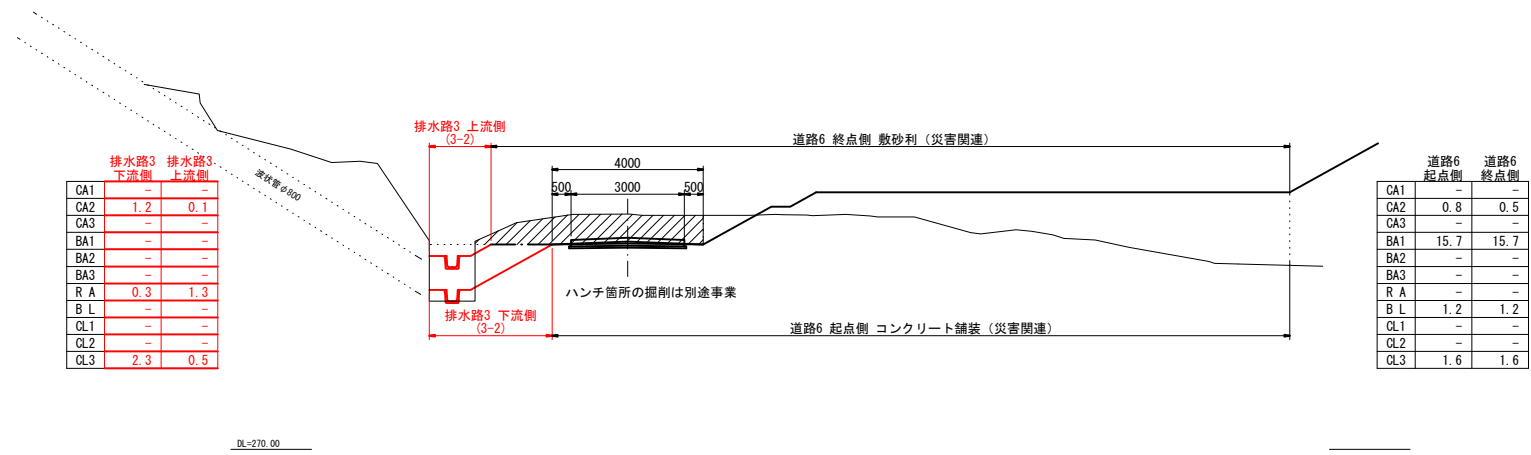 排水路3 上流側
(3-2)
道路6 終点側 敷砂利（災害関連）
4000
500 3000 500
波状管φ800
排水路3 排水路3
下流側 上流側
CA1 － －
CA2 1.2 0.1
CA3 － －
BA1 － －
BA2 － －
BA3 － －
R A 0.3 1.3
B L － －
CL1 － －
CL2 － －
CL3 2.3 0.5
道路6 道路6
起点側 終点側
CA1 － －
CA2 0.8 0.5
CA3 － －
BA1 15.7 15.7
BA2 － －
BA3 － －
R A － －
B L 1.2 1.2
CL1 － －
CL2 － －
CL3 1.6 1.6
ハンチ箇所の掘削は別途事業
排水路3 下流側
(3-2)
道路6 起点側 コンクリート舗装（災害関連）
DL=270.00